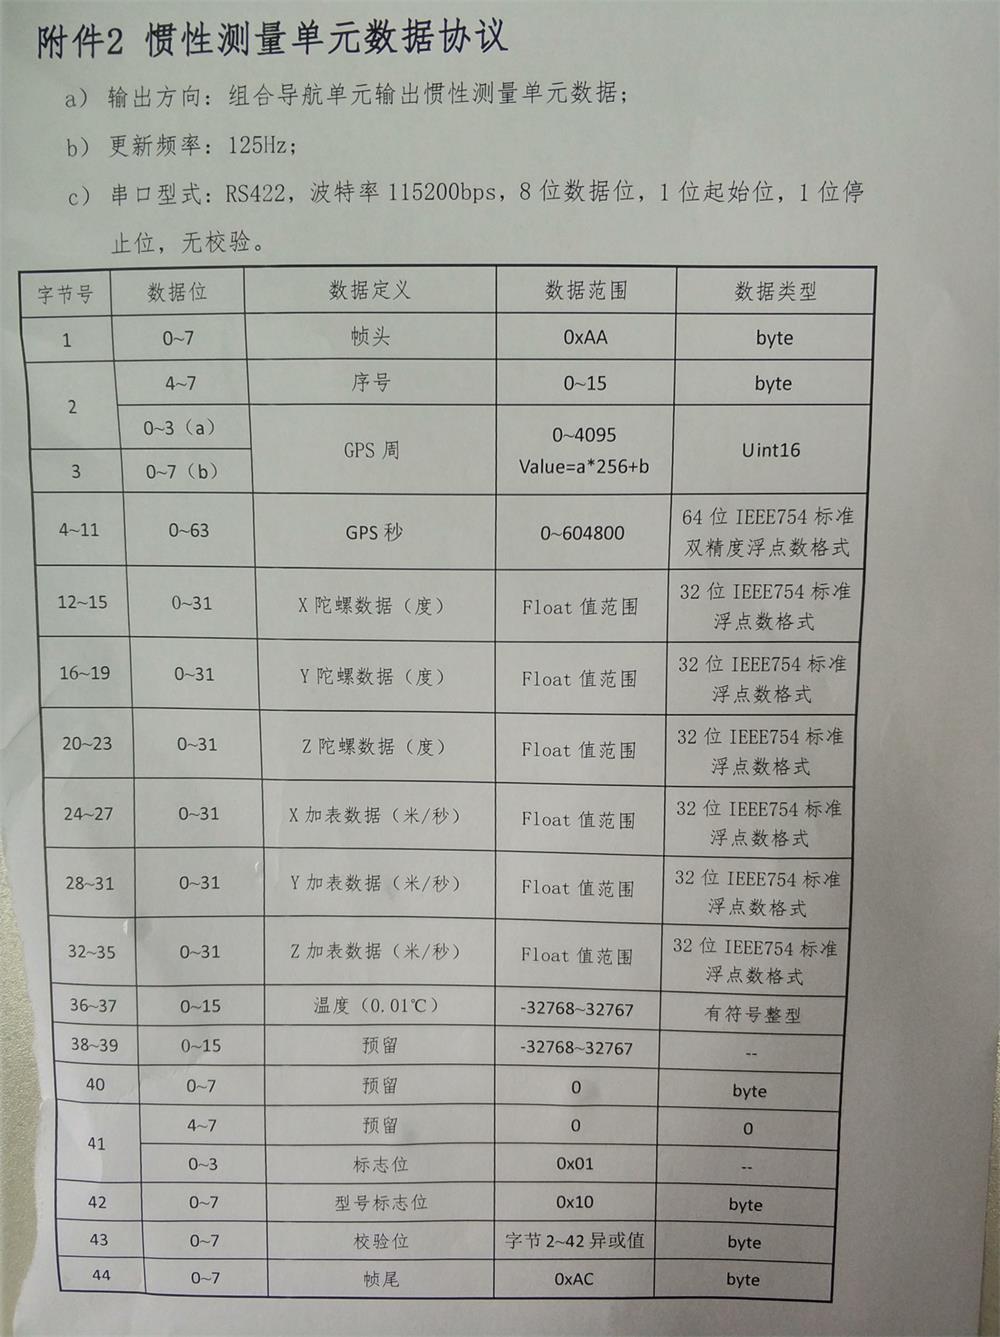 附件2 惯性测量单元数据协议
a) 输出方向：组合导航单元输出惯性测量单元数据；
b) 更新频率：125Hz；
c) 串口型式：RS422，波特率 115200bps，8 位数据位，1 位起始位，1 位停
止位，无校验。
字节号 数据位 数据定义 数据范围 数据类型
1 0~7 帧头 0xAA byte
2 4~7 序号 0~15 byte
0~3（a） GPS 周 0~4095 Uint16
3 0~7（b） Value=a*256+b
4~11 0~63 GPS 秒 0~604800 64 位 IEEE754 标准
双精度浮点数格式
12~15 0~31 X 陀螺数据（度） Float 值范围 32 位 IEEE754 标准
浮点数格式
16~19 0~31 Y 陀螺数据（度） Float 值范围 32 位 IEEE754 标准
浮点数格式
20~23 0~31 Z 陀螺数据（度） Float 值范围 32 位 IEEE754 标准
浮点数格式
24~27 0~31 X 加表数据（米/秒） Float 值范围 32 位 IEEE754 标准
浮点数格式
28~31 0~31 Y 加表数据（米/秒） Float 值范围 32 位 IEEE754 标准
浮点数格式
32~35 0~31 Z 加表数据（米/秒） Float 值范围 32 位 IEEE754 标准
浮点数格式
36~37 0~15 温度（0.01℃） -32768~32767 有符号整型
38~39 0~15 预留 -32768~32767 --
40 0~7 预留 0 byte
41 4~7 预留 0 0
0~3 标志位 0x01 --
42 0~7 型号标志位 0x10 byte
43 0~7 校验位 字节 2~42 异或值 byte
44 0~7 帧尾 0xAC byte